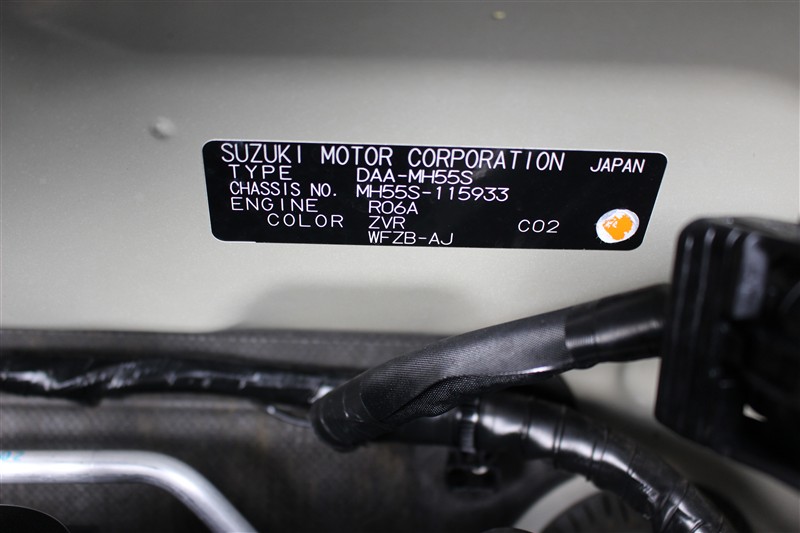 SUZUKI MOTOR CORPORATION JAPAN
TYPE DAA-MH55S
CHASSIS NO. MH55S-115933
ENGINE R06A
COLOR ZVR C02
WFZB-AJ